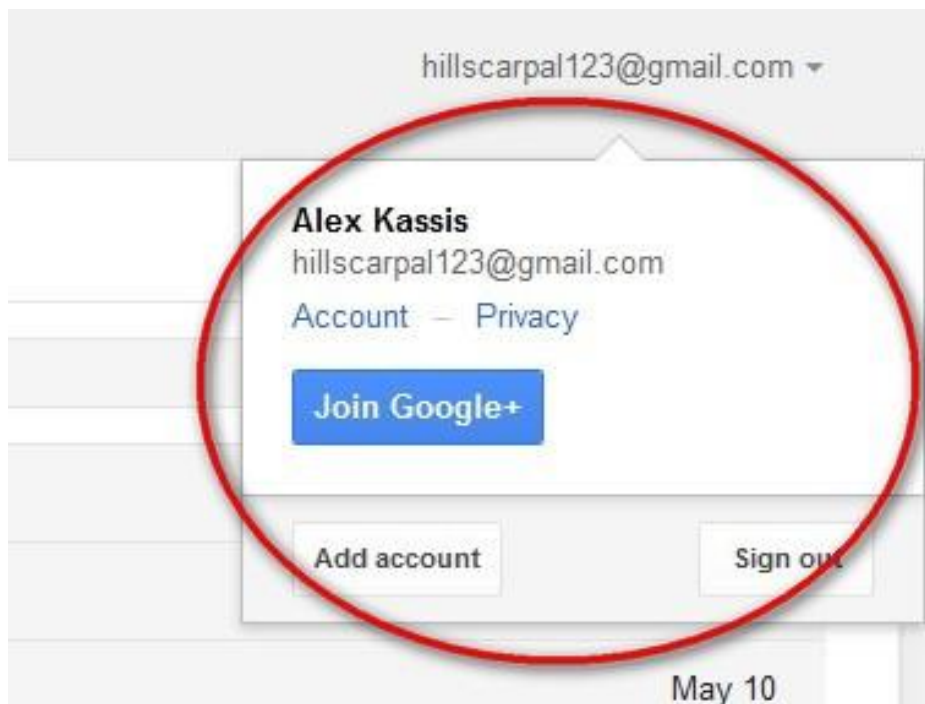 hillscarpal123@gmail.com
Alex Kassis
hillscarpal123@gmail.com
Account – Privacy
Join Google+
Add account Sign out
May 10